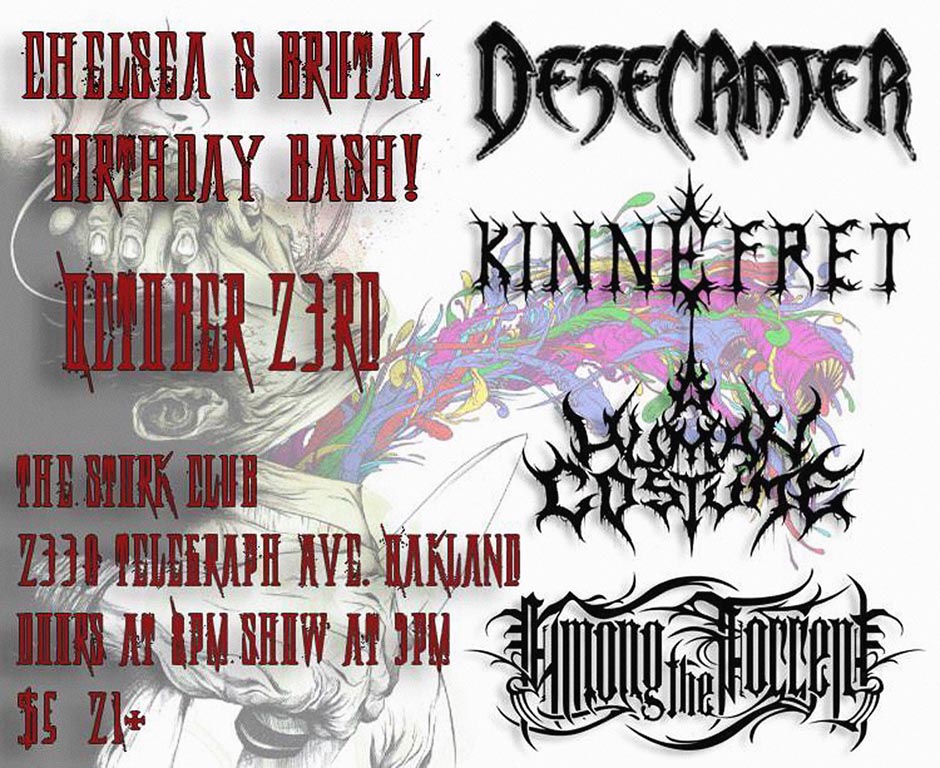 CHELSEA S BRUTAL
BIRTHDAY BASH!
OCTOBER 23RD
THE STORK CLUB
2330 TELEGRAPH AVE. OAKLAND
DOORS AT 8PM SHOW AT 9PM
$5 21+
DESECRATER
KINNEFRET
A
HUMAN
COSTUME
Among the Torrent